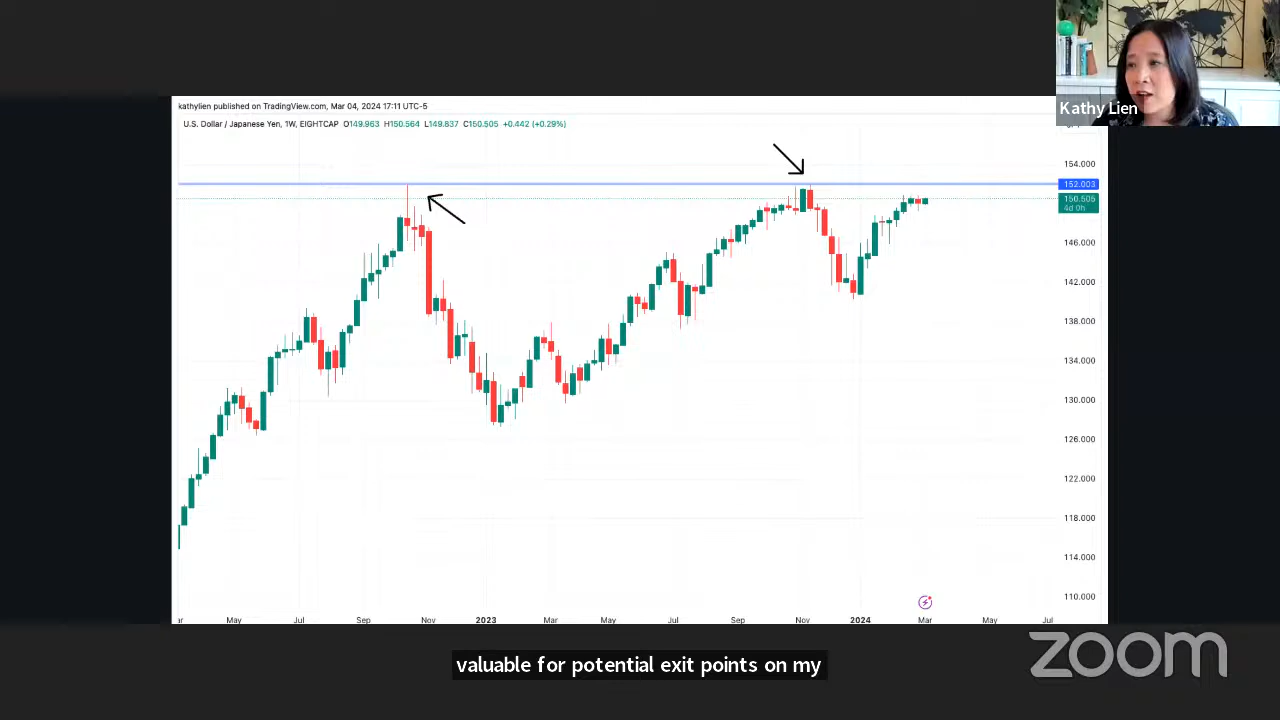 Kathy Lien
kathylien published on TradingView.com, Mar 04, 2024 17:11 UTC-5
U.S. Dollar / Japanese Yen, 1W, EIGHTCAP O149.963 H150.564 L149.837 C150.505 +0.442 (+0.29%)
154.000
152.003
150.505
4d 0h
146.000
142.000
138.000
134.000
130.000
126.000
122.000
118.000
114.000
110.000
May Jul Sep Nov 2023 Mar May Jul Sep Nov 2024 Mar May Jul
valuable for potential exit points on my
zoom